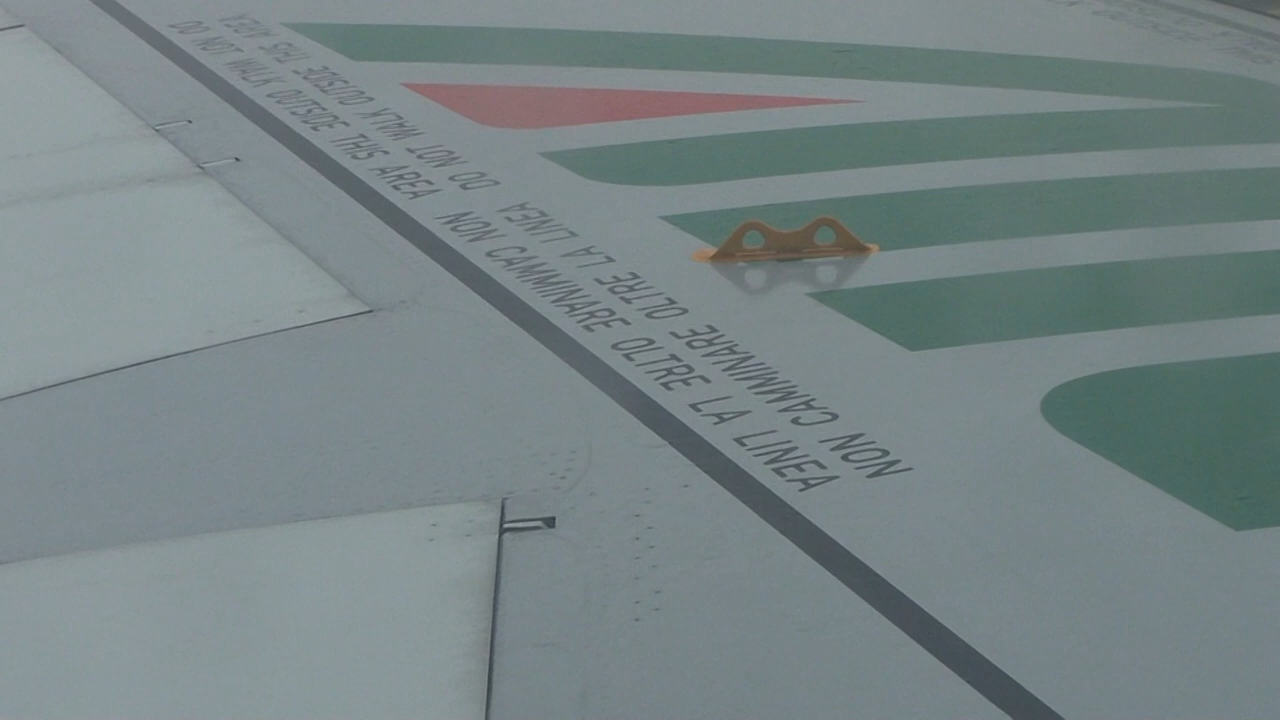 DO NOT WALK OUTSIDE THIS AREA NON CAMMINARE OLTRE LA LINEA
NON CAMMINARE OLTRE LA LINEA DO NOT WALK OUTSIDE THIS AREA